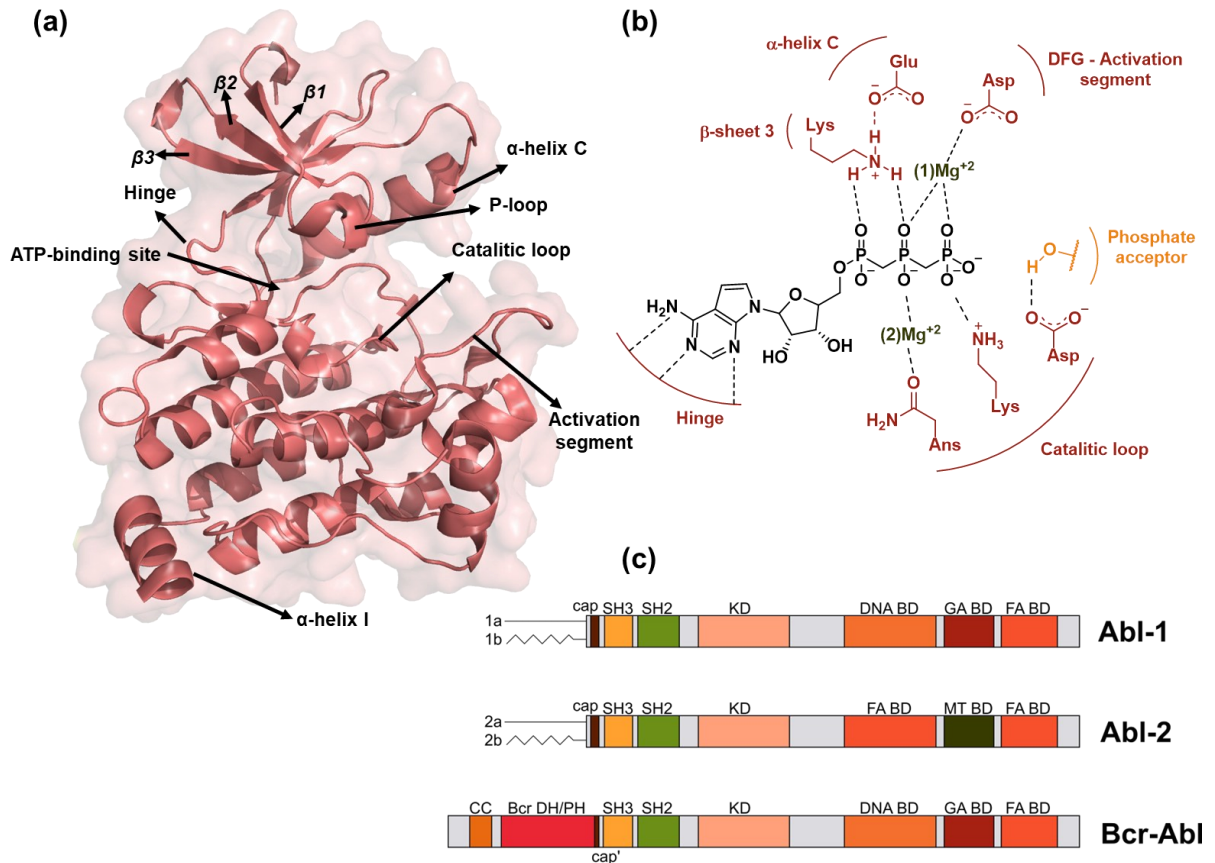 (a)
β2
β1
β3
α-helix C
Hinge
P-loop
ATP-binding site
Catalitic loop
Activation
segment
α-helix I
(b)
α-helix C
Glu
Asp
DFG - Activation
segment
β-sheet 3
Lys
(1)Mg+2
Phosphate
acceptor
(2)Mg+2
Asp
Lys
Hinge
Ans
Catalitic loop
O
−
O
O
−
O
H
H
N
H
+
O
O
O
O
P
P
P
O−
O−
O−
O−
H2N
N
N
N
O
HO
OH
H
O
O
O
−
+
NH3
O
H2N
(c)
cap SH3 SH2 KD DNA BD GA BD FA BD
1a
1b
Abl-1
cap SH3 SH2 KD FA BD MT BD FA BD
2a
2b
Abl-2
CC Bcr DH/PH SH3 SH2 KD DNA BD GA BD FA BD
Bcr-Abl
cap'